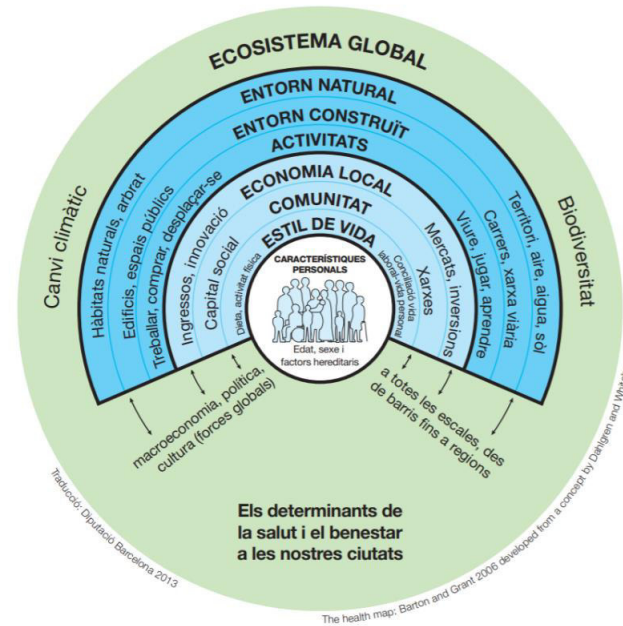 ECOSISTEMA GLOBAL
ENTORN NATURAL
ENTORN CONSTRUÏT
ACTIVITATS
ECONOMIA LOCAL
COMUNITAT
ESTIL DE VIDA
CARACTERÍSTIQUES
PERSONALS
Edat, sexe i
factors hereditaris
Canvi climàtic
Hàbitats naturals, arbrat
Edificis, espais públics
Treballar, comprar, desplaçar-se
Ingressos, innovació
Capital social
Dieta, activitat física
Conciliació vida
laboral-vida personal
Xarxes
Mercats, inversions
Viure, jugar, aprendre
Carrers, xarxa viària
Territori, aire, aigua, sòl
Biodiversitat
macroeconomia, política,
cultura (forces globals)
a totes les escales, des
de barris fins a regions
Els determinants de
la salut i el benestar
a les nostres ciutats
Traducció: Diputació Barcelona 2013
The health map: Barton and Grant 2006 developed from a concept by Dahlgren and